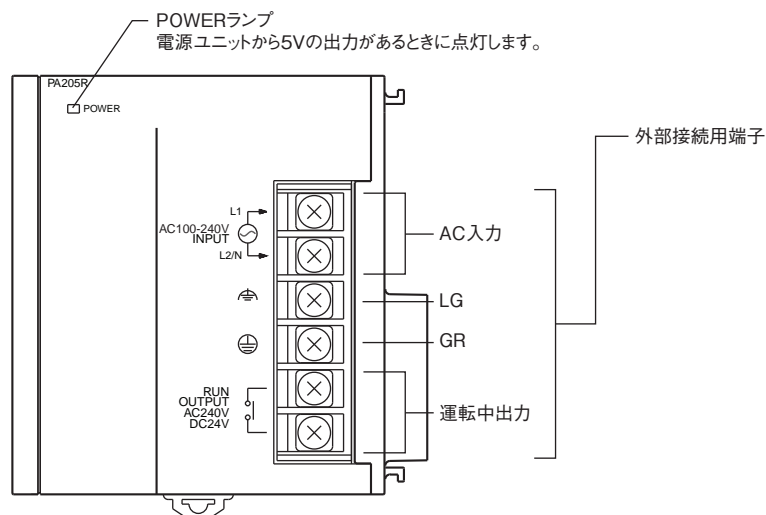 POWERランプ
電源ユニットから5Vの出力があるときに点灯します。
PA205R
POWER
外部接続用端子
L1
AC100-240V
INPUT
L2/N
AC入力
LG
GR
RUN
OUTPUT
AC240V
DC24V
運転中出力